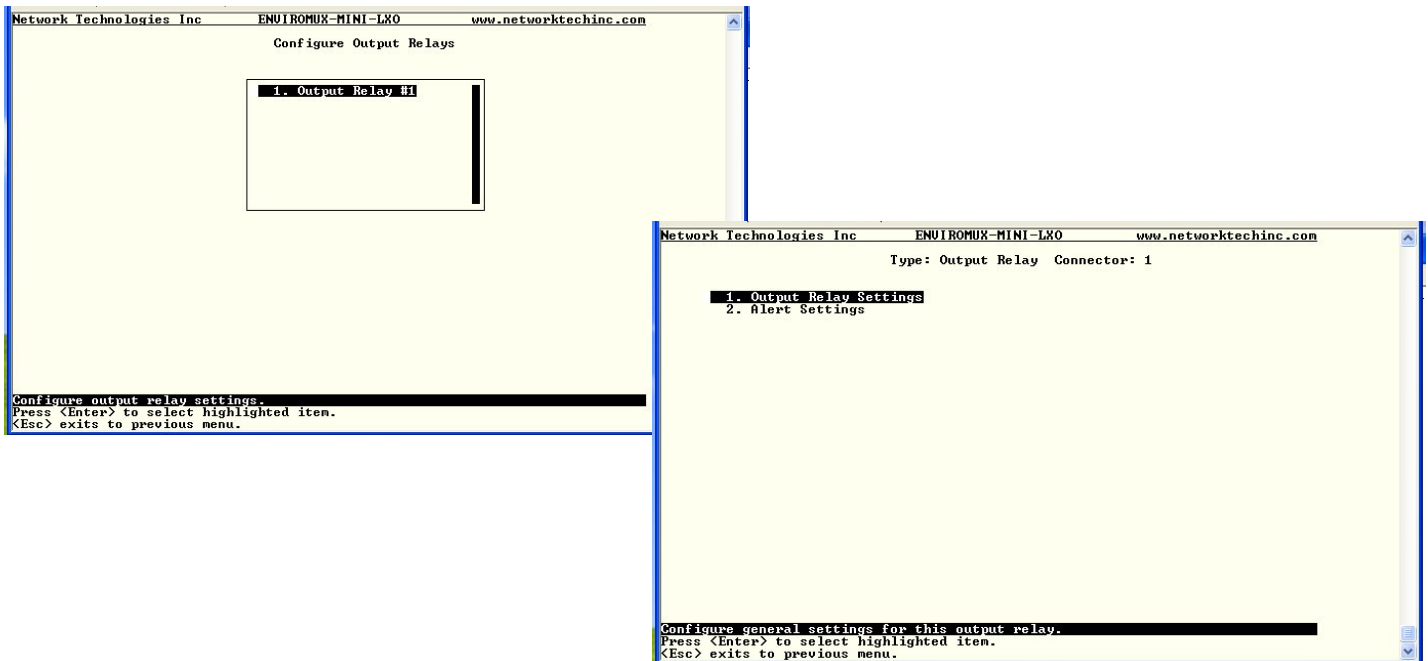 Network Technologies Inc ENVIROMUX-MINI-LXO www.networktechinc.com
Configure Output Relays
1. Output Relay #1
Configure output relay settings.
Press <Enter> to select highlighted item.
<Esc> exits to previous menu.
Network Technologies Inc ENVIROMUX-MINI-LXO www.networktechinc.com
Type: Output Relay Connector: 1
1. Output Relay Settings
2. Alert Settings
Configure general settings for this output relay.
Press <Enter> to select highlighted item.
<Esc> exits to previous menu.